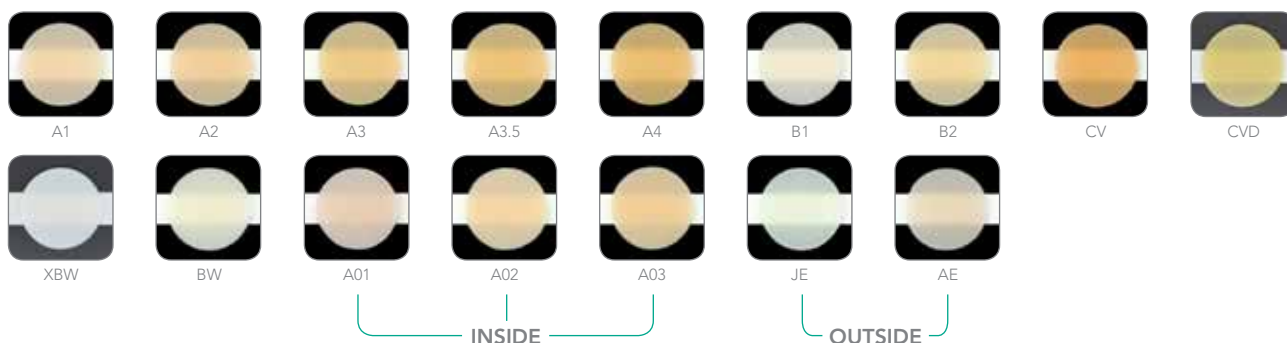 A1 A2 A3 A3.5 A4 B1 B2 CV CVD
XBW BW A01 A02 A03 JE AE
INSIDE OUTSIDE